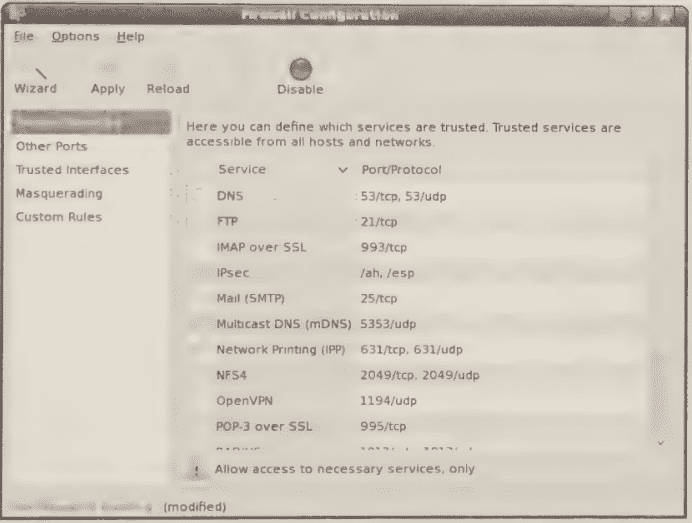 Firewall Configuration
File Options Help
Wizard Apply Reload Disable
Here you can define which services are trusted. Trusted services are
accessible from all hosts and networks.
Other Ports
Trusted Interfaces
Masquerading
Custom Rules
Service Port/Protocol
DNS 53/tcp, 53/udp
FTP 21/tcp
IMAP over SSL 993/tcp
IPsec /ah, /esp
Mail (SMTP) 25/tcp
Multicast DNS (mDNS) 5353/udp
Network Printing (IPP) 631/tcp, 631/udp
NFS4 2049/tcp, 2049/udp
OpenVPN 1194/udp
POP-3 over SSL 995/tcp
Allow access to necessary services, only
(modified)